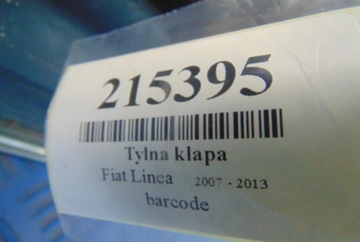 215395
Tylna klapa
Fiat Linea 2007 - 2013
barcode